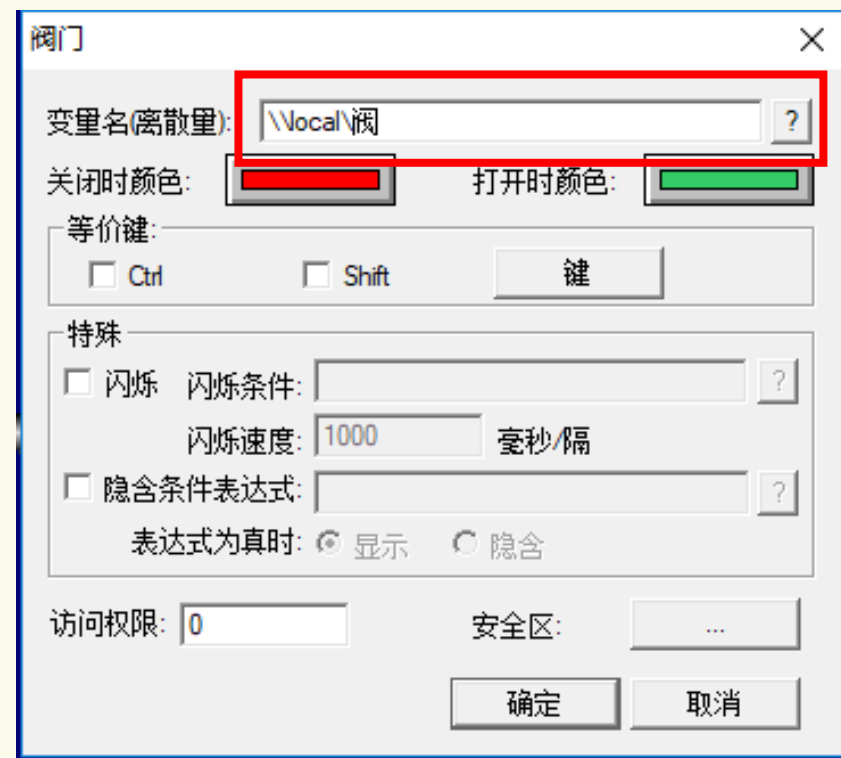 阀门
变量名(离散量): \\local\阀 ?
关闭时颜色: 打开时颜色:
等价键:
Ctrl Shift 键
特殊
闪烁 闪烁条件: ?
闪烁速度: 1000 毫秒/隔
隐含条件表达式: ?
表达式为真时: 显示 隐含
访问权限: 0 安全区: ...
确定 取消